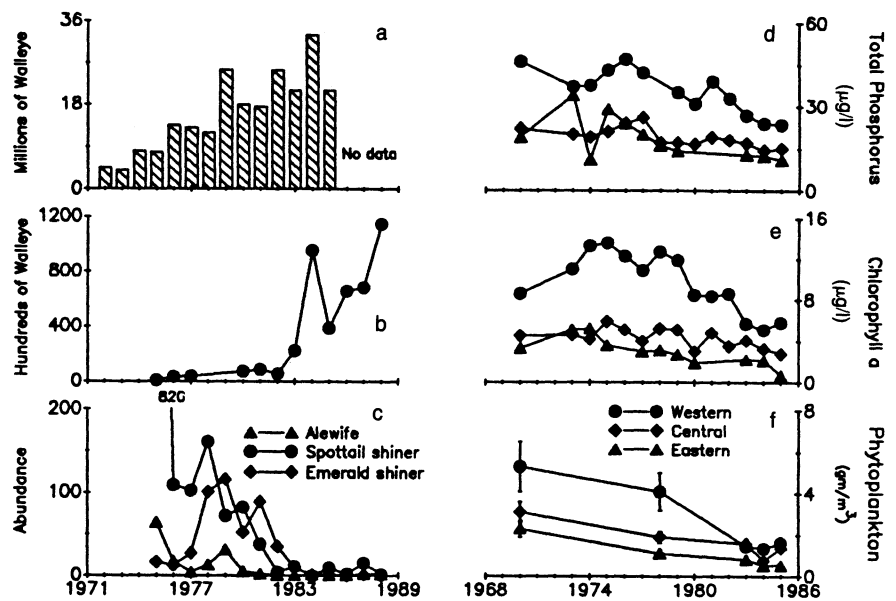 Millions of Walleye
36
18
0
a
No data
Hundreds of Walleye
1200
800
400
0
b
Abundance
200
100
0
820
c
Alewife
Spottail shiner
Emerald shiner
1971
1977
1983
1989
d
60
30
0
Total Phosphorus
(µg/l)
e
16
8
0
Chlorophyll a
(µg/l)
Western
Central
Eastern
f
8
4
0
Phytoplankton
(gm/m³)
1968
1974
1980
1986